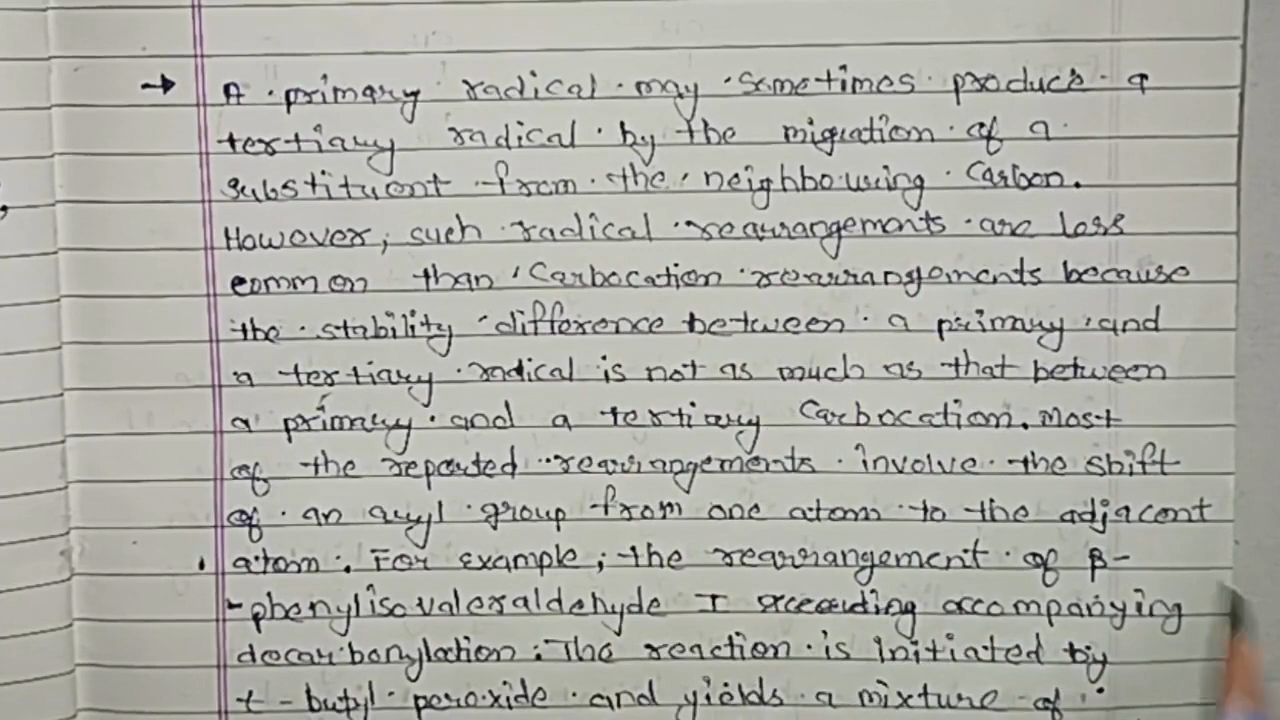 → A primary radical may sometimes produce a
tertiary radical by the migration of a
substituent from the neighbouring carbon.
However, such radical rearrangements are less
common than carbocation rearrangements because
the stability difference between a primary and
a tertiary radical is not as much as that between
a primary and a tertiary carbocation. Most
of the reported rearrangements involve the shift
of an aryl group from one atom to the adjacent
atom. For example, the rearrangement of β-
-phenylisovaleraldehyde I accompanying
decarbonylation. The reaction is initiated by
t-butyl peroxide and yields a mixture of